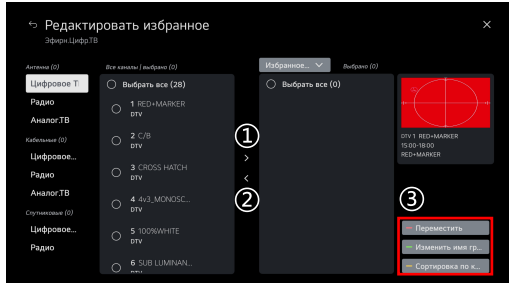 Редактировать избранное
Эфирн.Цифр.ТВ
Антенна (0)
Цифровое Т
Радио
Аналог.ТВ
Кабельные (0)
Цифровое...
Радио
Аналог.ТВ
Спутниковые (0)
Цифровое...
Радио
Все каналы | выбрано (0)
Выбрать все (28)
1 RED+MARKER
DTV
2 C/B
DTV
3 CROSS HATCH
DTV
4 4v3_MONOSC...
DTV
5 100%WHITE
DTV
6 SUB LUMINAN...
DTV
①
>
<
②
Избранное...
Выбрано (0)
Выбрать все (0)
DTV 1 RED+MARKER
15:00-18:00
RED+MARKER
③
Переместить
Изменить имя гр...
Сортировка по к...